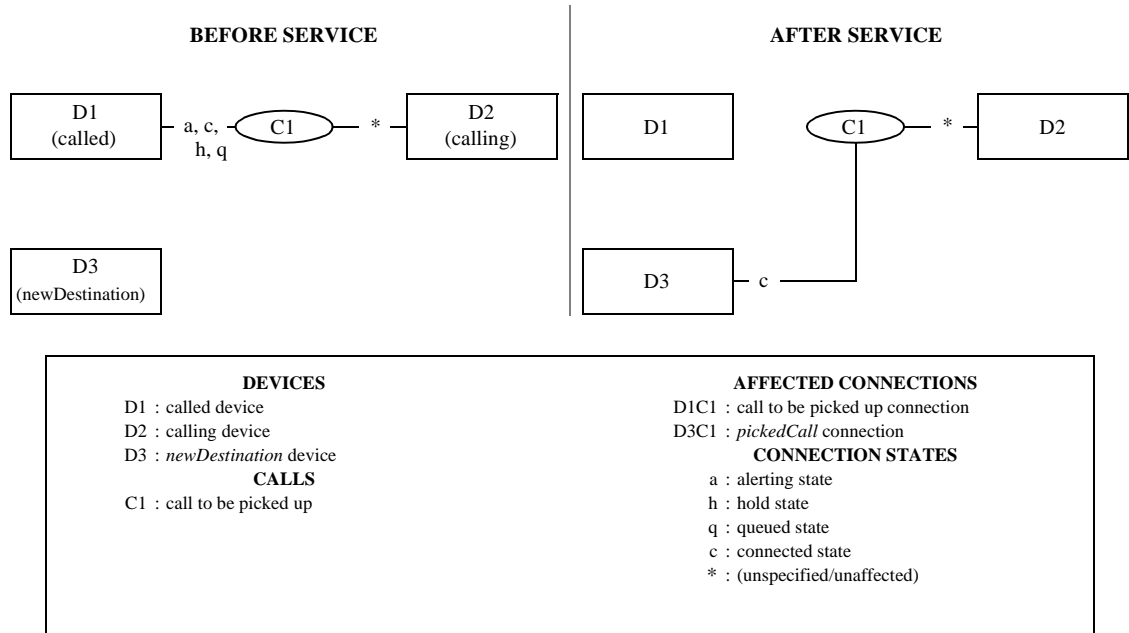 BEFORE SERVICE
AFTER SERVICE
D1
(called)
a, c,
h, q
C1
*
D2
(calling)
D1
C1
*
D2
D3
(newDestination)
D3
c
DEVICES
D1 : called device
D2 : calling device
D3 : newDestination device
CALLS
C1 : call to be picked up
AFFECTED CONNECTIONS
D1C1 : call to be picked up connection
D3C1 : pickedCall connection
CONNECTION STATES
a : alerting state
h : hold state
q : queued state
c : connected state
* : (unspecified/unaffected)